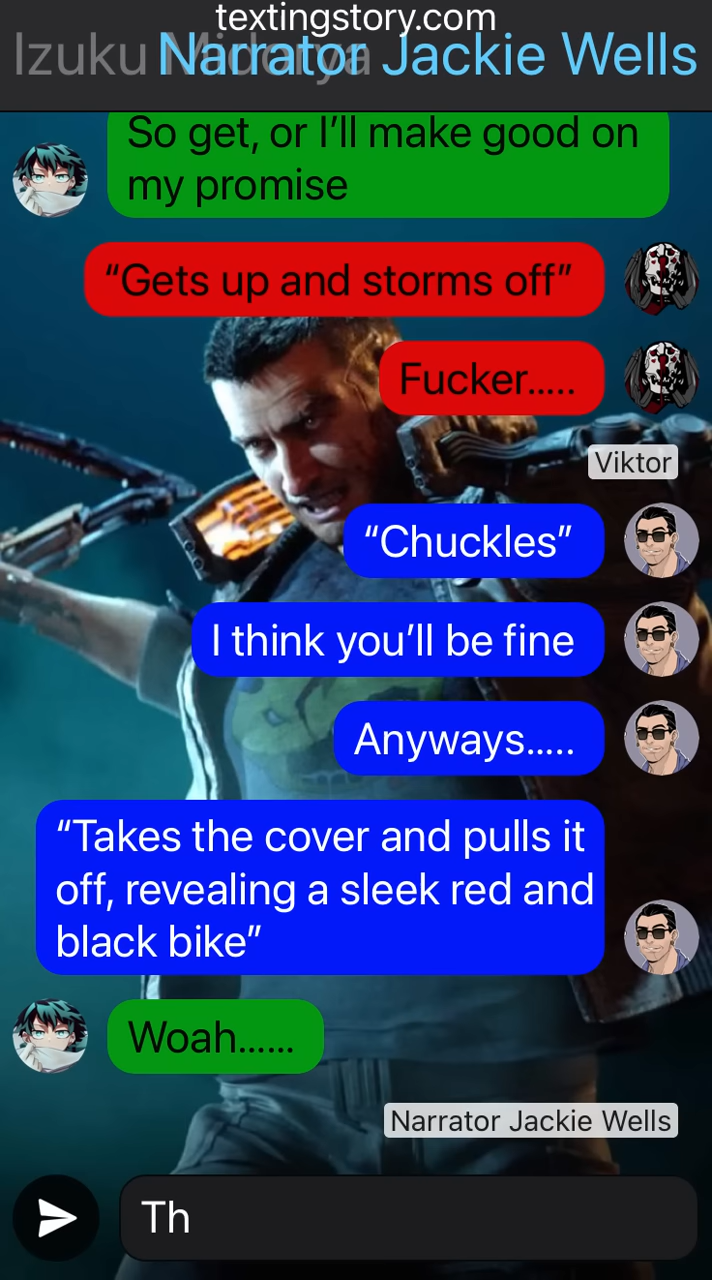 textingstory.com
Izuku Midorya
Narrator Jackie Wells
So get, or I’ll make good on
my promise
“Gets up and storms off”
Fucker.....
Viktor
“Chuckles”
I think you’ll be fine
Anyways.....
“Takes the cover and pulls it
off, revealing a sleek red and
black bike”
Woah......
Narrator Jackie Wells
Th